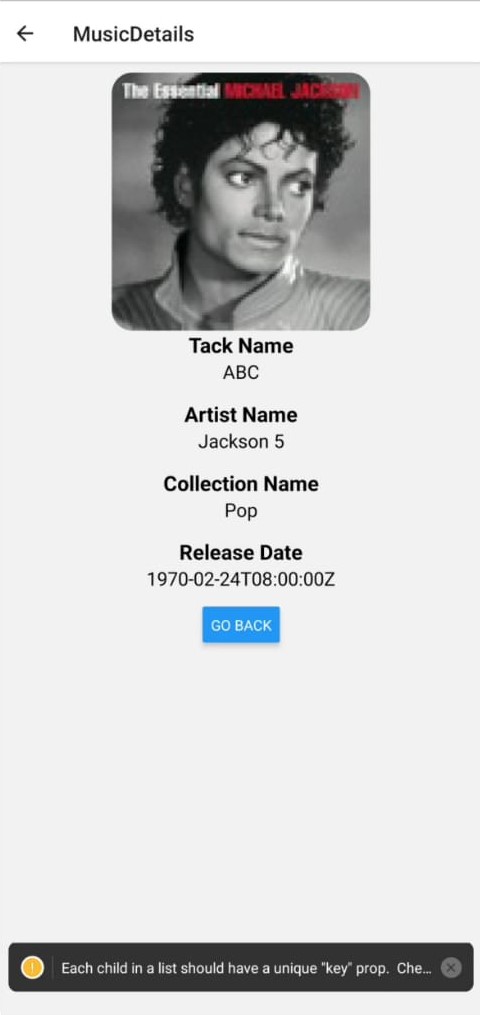 MusicDetails
The Essential MICHAEL JACKSON
Tack Name
ABC
Artist Name
Jackson 5
Collection Name
Pop
Release Date
1970-02-24T08:00:00Z
GO BACK
Each child in a list should have a unique "key" prop. Che...